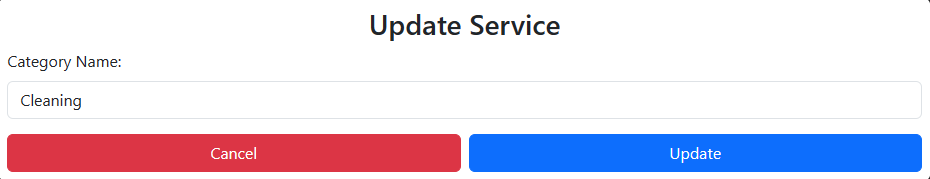 Update Service
Category Name:
Cleaning
Cancel Update